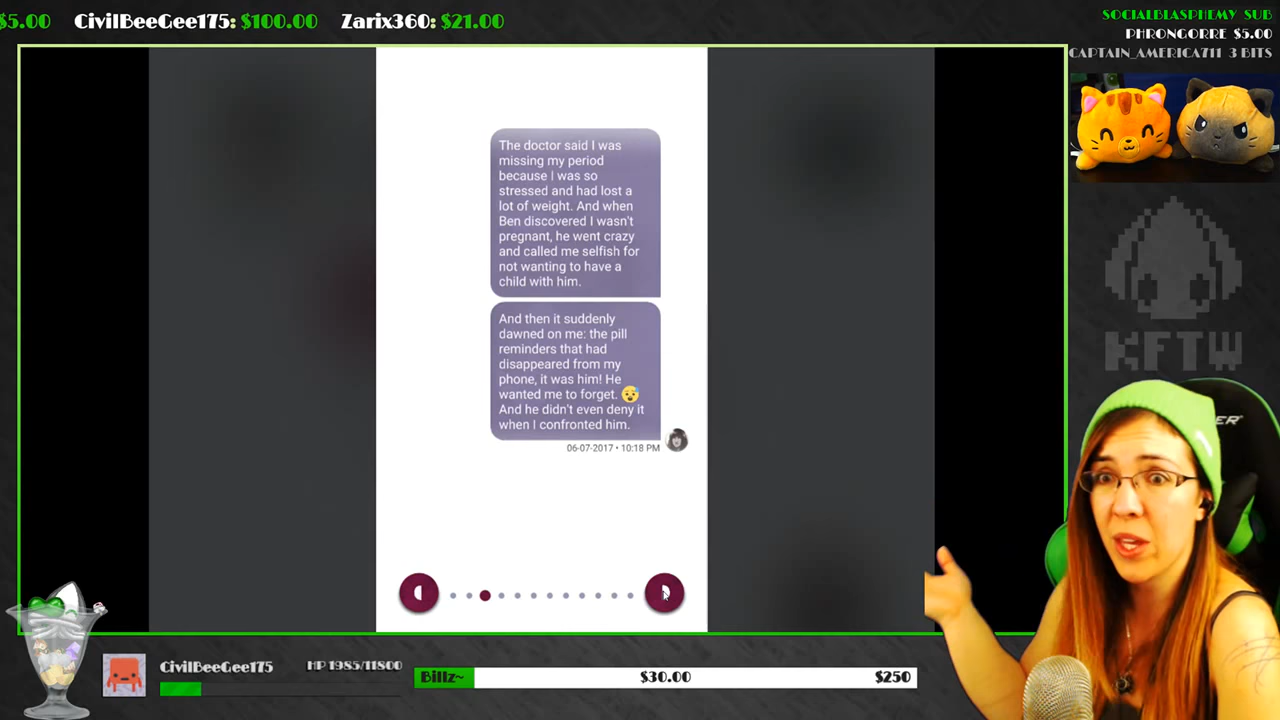 $5.00 CivilBeeGee175: $100.00 Zarix360: $21.00
SOCIALBLASPHEMY SUB
PHRONGORRE $5.00
CAPTAIN_AMERICA711 3 BITS
The doctor said I was
missing my period
because I was so
stressed and had lost a
lot of weight. And when
Ben discovered I wasn't
pregnant, he went crazy
and called me selfish for
not wanting to have a
child with him.
And then it suddenly
dawned on me: the pill
reminders that had
disappeared from my
phone, it was him! He
wanted me to forget. 😥
And he didn't even deny it
when I confronted him.
06-07-2017 • 10:18 PM
KFTW
CivilBeeGee175 HP 1985/11800
Billz~ $30.00 $250